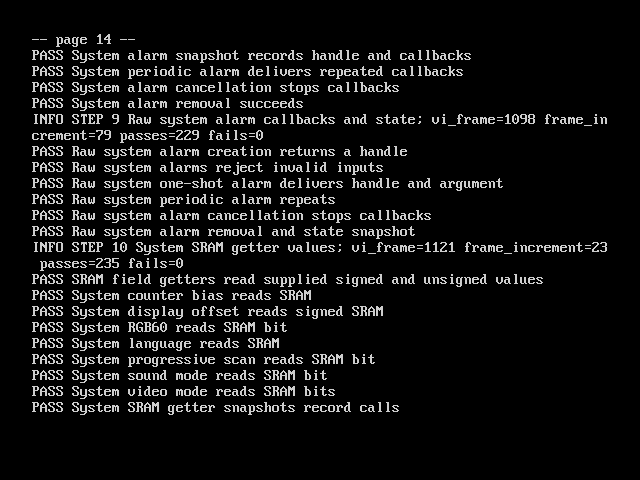 -- page 14 --
PASS System alarm snapshot records handle and callbacks
PASS System periodic alarm delivers repeated callbacks
PASS System alarm cancellation stops callbacks
PASS System alarm removal succeeds
INFO STEP 9 Raw system alarm callbacks and state; vi_frame=1098 frame_in
crement=79 passes=229 fails=0
PASS Raw system alarm creation returns a handle
PASS Raw system alarms reject invalid inputs
PASS Raw system one-shot alarm delivers handle and argument
PASS Raw system periodic alarm repeats
PASS Raw system alarm cancellation stops callbacks
PASS Raw system alarm removal and state snapshot
INFO STEP 10 System SRAM getter values; vi_frame=1121 frame_increment=23
passes=235 fails=0
PASS SRAM field getters read supplied signed and unsigned values
PASS System counter bias reads SRAM
PASS System display offset reads signed SRAM
PASS System RGB60 reads SRAM bit
PASS System language reads SRAM
PASS System progressive scan reads SRAM bit
PASS System sound mode reads SRAM bit
PASS System video mode reads SRAM bits
PASS System SRAM getter snapshots record calls